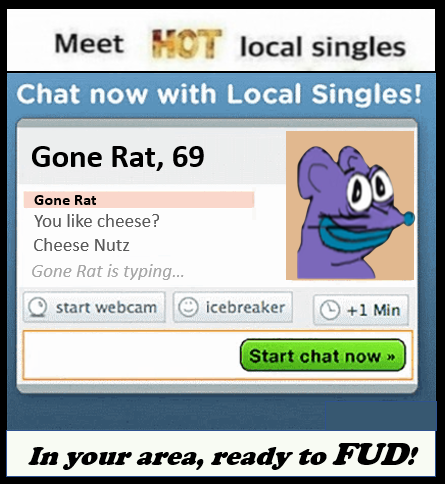 Meet HOT local singles
Chat now with Local Singles!
Gone Rat, 69
Gone Rat
You like cheese?
Cheese Nutz
Gone Rat is typing...
start webcam icebreaker +1 Min
Start chat now »
In your area, ready to FUD!